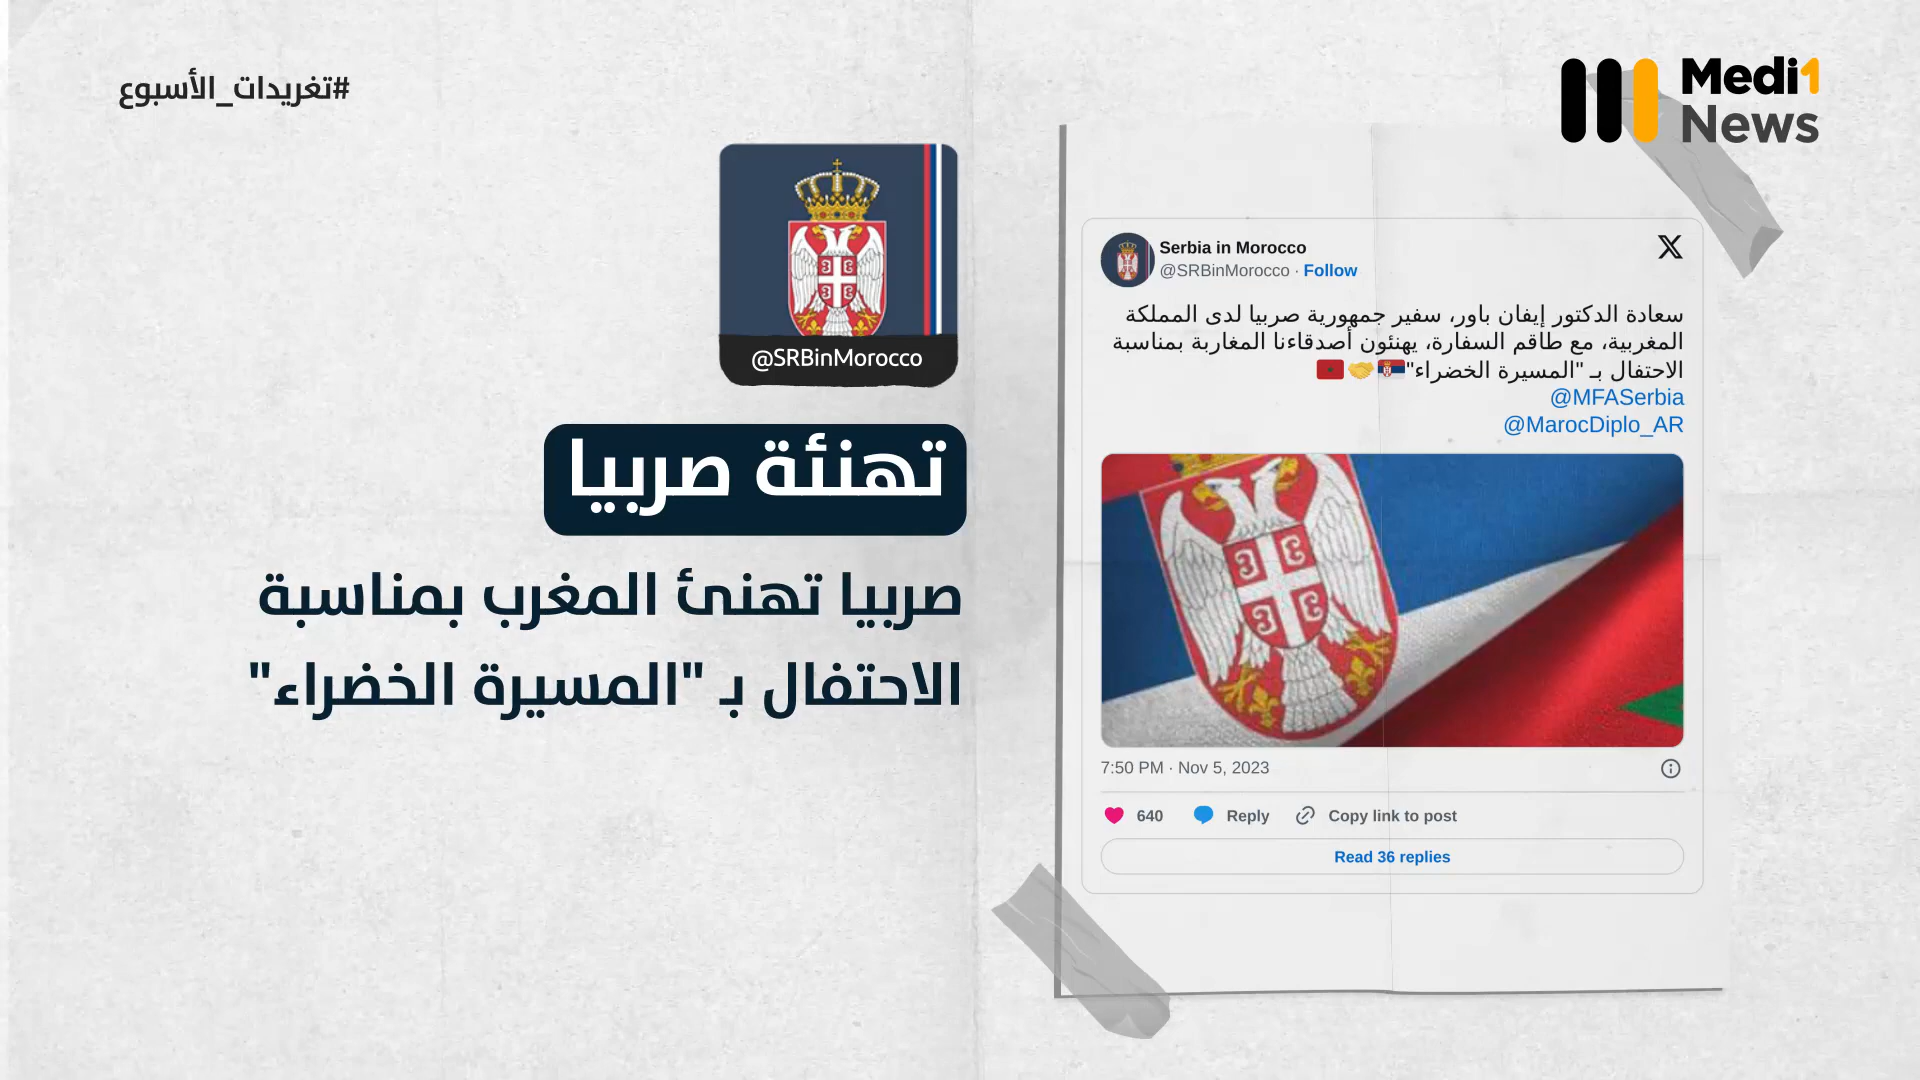 #تغريدات_الأسبوع
Medi1
News
@SRBinMorocco
تهنئة صربيا
صربيا تهنئ المغرب بمناسبة
الاحتفال بـ "المسيرة الخضراء"
Serbia in Morocco
@SRBinMorocco · Follow
سعادة الدكتور إيفان باور، سفير جمهورية صربيا لدى المملكة
المغربية، مع طاقم السفارة، يهنئون أصدقاءنا المغاربة بمناسبة
الاحتفال بـ "المسيرة الخضراء"🇷🇸🤝🇲🇦
@MFASerbia
@MarocDiplo_AR
7:50 PM · Nov 5, 2023
640 Reply Copy link to post
Read 36 replies